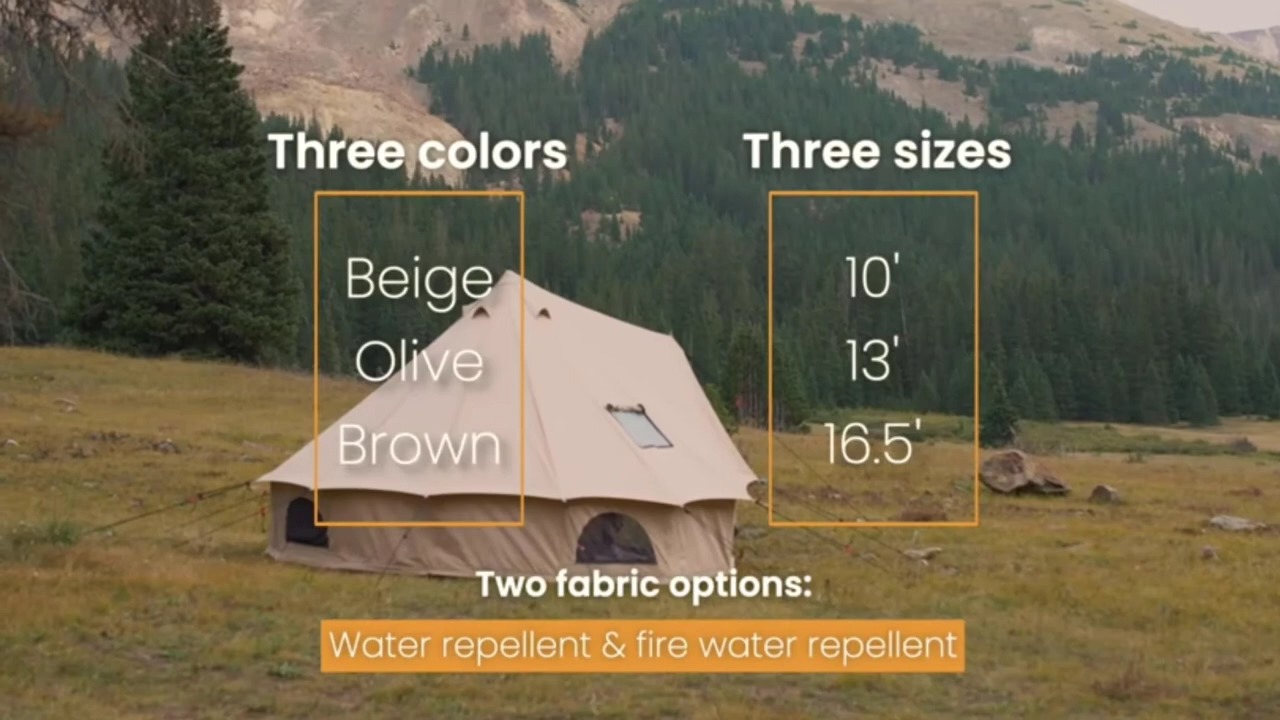 Three colors
Beige
Olive
Brown
Three sizes
10'
13'
16.5'
Two fabric options:
Water repellent & fire water repellent